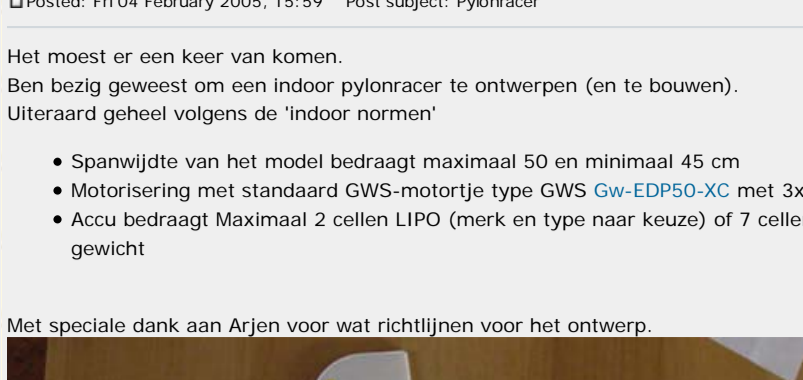 Posted: Fri 04 February 2005, 15:59 Post subject: Pylonracer
Het moest er een keer van komen.
Ben bezig geweest om een indoor pylonracer te ontwerpen (en te bouwen).
Uiteraard geheel volgens de 'indoor normen'
• Spanwijdte van het model bedraagt maximaal 50 en minimaal 45 cm
• Motorisering met standaard GWS-motortje type GWS Gw-EDP50-XC met 3x
• Accu bedraagt Maximaal 2 cellen LIPO (merk en type naar keuze) of 7 celle
gewicht
Met speciale dank aan Arjen voor wat richtlijnen voor het ontwerp.